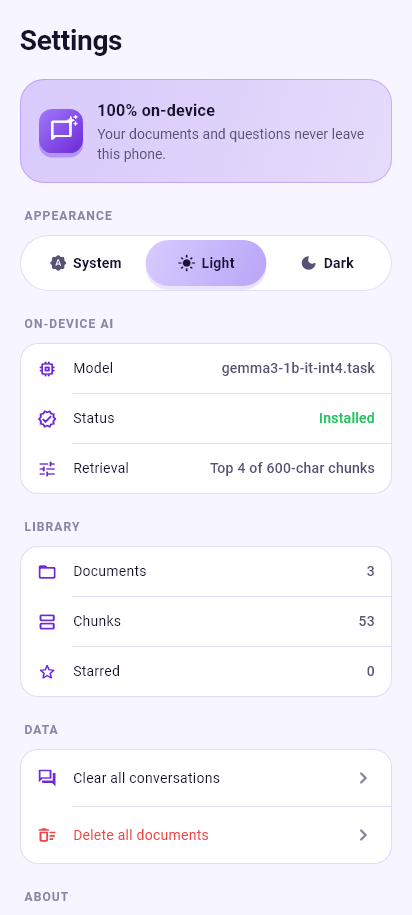 Settings
100% on-device
Your documents and questions never leave
this phone.
APPEARANCE
System Light Dark
ON-DEVICE AI
Model gemma3-1b-it-int4.task
Status Installed
Retrieval Top 4 of 600-char chunks
LIBRARY
Documents 3
Chunks 53
Starred 0
DATA
Clear all conversations
Delete all documents
ABOUT